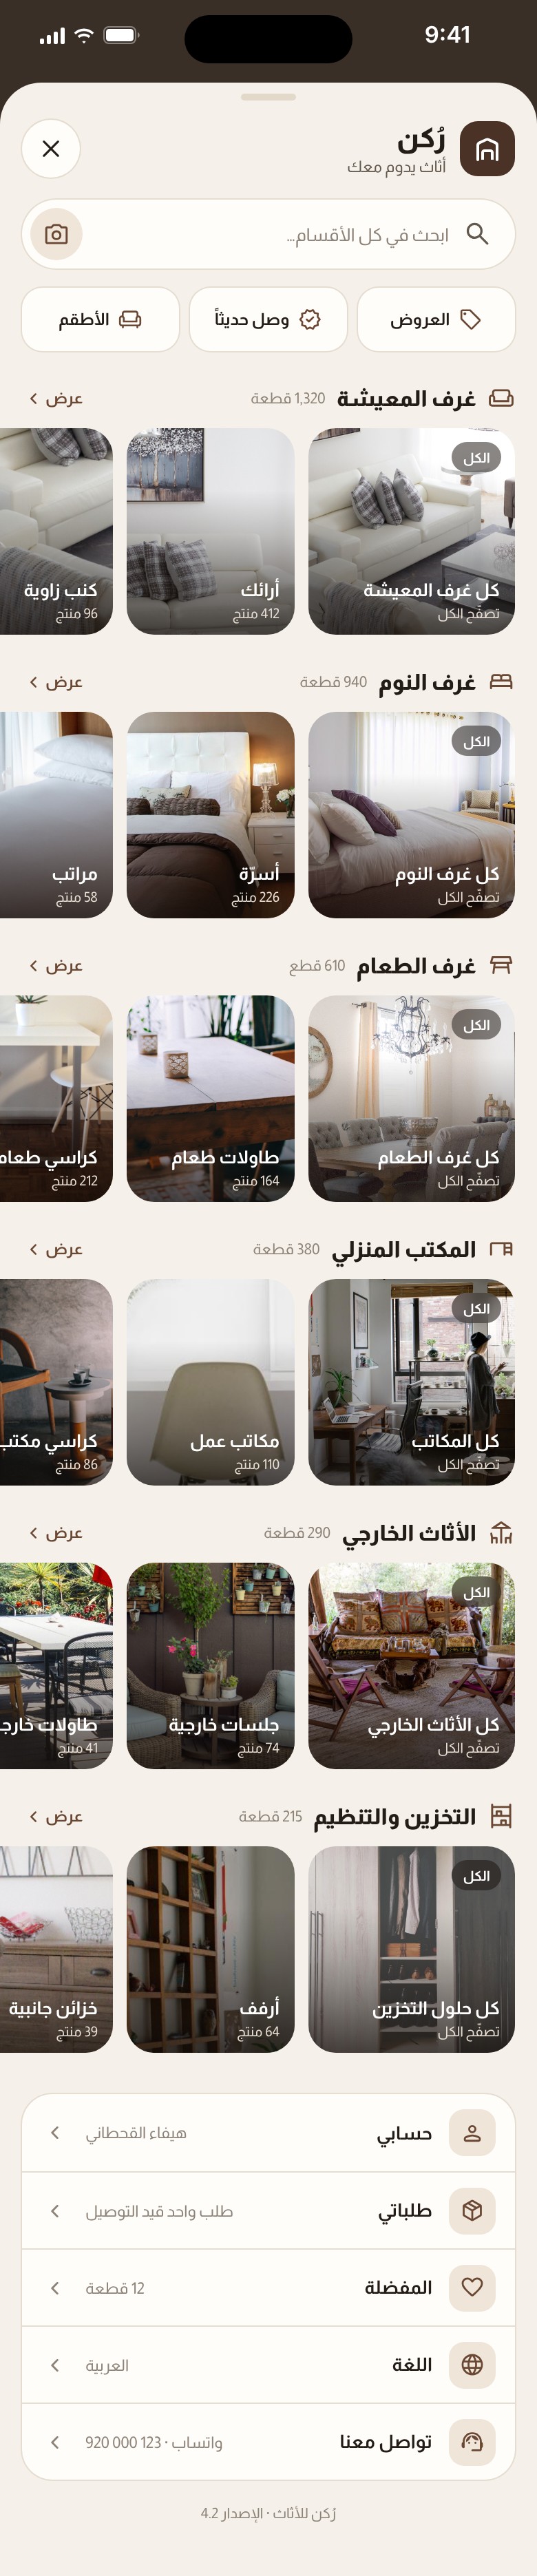 9:41
رُكن
أثاث يدوم معك
ابحث في كل الأقسام...
العروض
وصل حديثاً
الأطقم
غرف المعيشة 1,320 قطعة عرض
الكل
كل غرف المعيشة
تصفّح الكل
أرائك
412 منتج
كنب زاوية
96 منتج
غرف النوم 940 قطعة عرض
الكل
كل غرف النوم
تصفّح الكل
أسرّة
226 منتج
مراتب
58 منتج
غرف الطعام 610 قطع عرض
الكل
كل غرف الطعام
تصفّح الكل
طاولات طعام
164 منتج
كراسي طعام
212 منتج
المكتب المنزلي 380 قطعة عرض
الكل
كل المكاتب
تصفّح الكل
مكاتب عمل
110 منتج
كراسي مكتب
86 منتج
الأثاث الخارجي 290 قطعة عرض
الكل
كل الأثاث الخارجي
تصفّح الكل
جلسات خارجية
74 منتج
طاولات خارج
41 منتج
التخزين والتنظيم 215 قطعة عرض
الكل
كل حلول التخزين
تصفّح الكل
أرفف
64 منتج
خزائن جانبية
39 منتج
حسابي هيفاء القحطاني
طلباتي طلب واحد قيد التوصيل
المفضلة 12 قطعة
اللغة العربية
تواصل معنا واتساب · 920 000 123
رُكن للأثاث · الإصدار 4.2